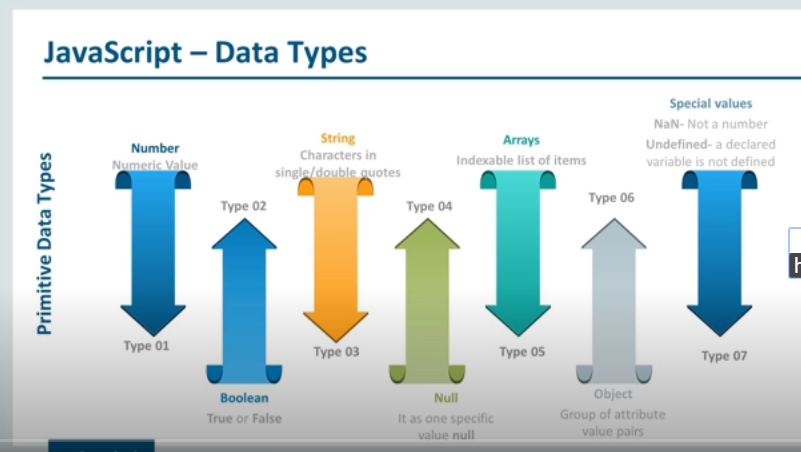 JavaScript – Data Types
Primitive Data Types
Number
Numeric Value
Type 01
Type 02
Boolean
True or False
String
Characters in
single/double quotes
Type 03
Type 04
Null
It as one specific
value null
Arrays
Indexable list of items
Type 05
Type 06
Object
Group of attribute
value pairs
Special values
NaN- Not a number
Undefined- a declared
variable is not defined
Type 07